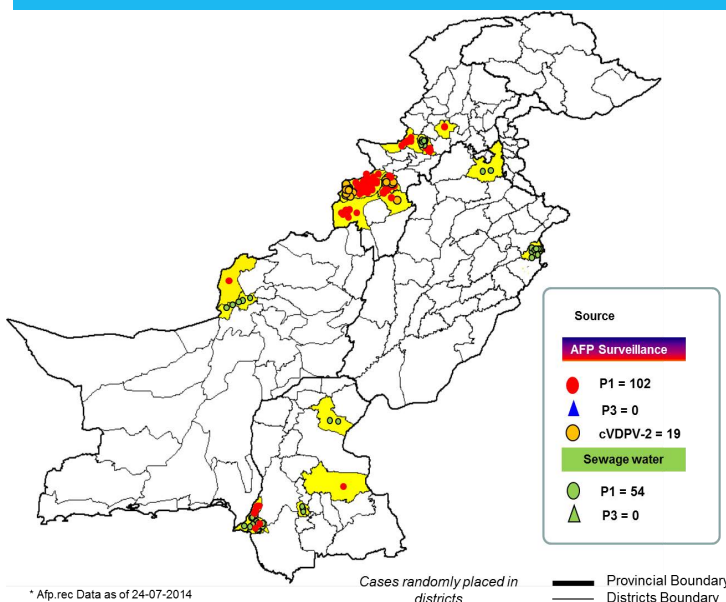 Source
AFP Surveillance
P1 = 102
P3 = 0
cVDPV-2 = 19
Sewage water
P1 = 54
P3 = 0
* Afp.rec Data as of 24-07-2014
Cases randomly placed in
districts
Provincial Boundary
Districts Boundary